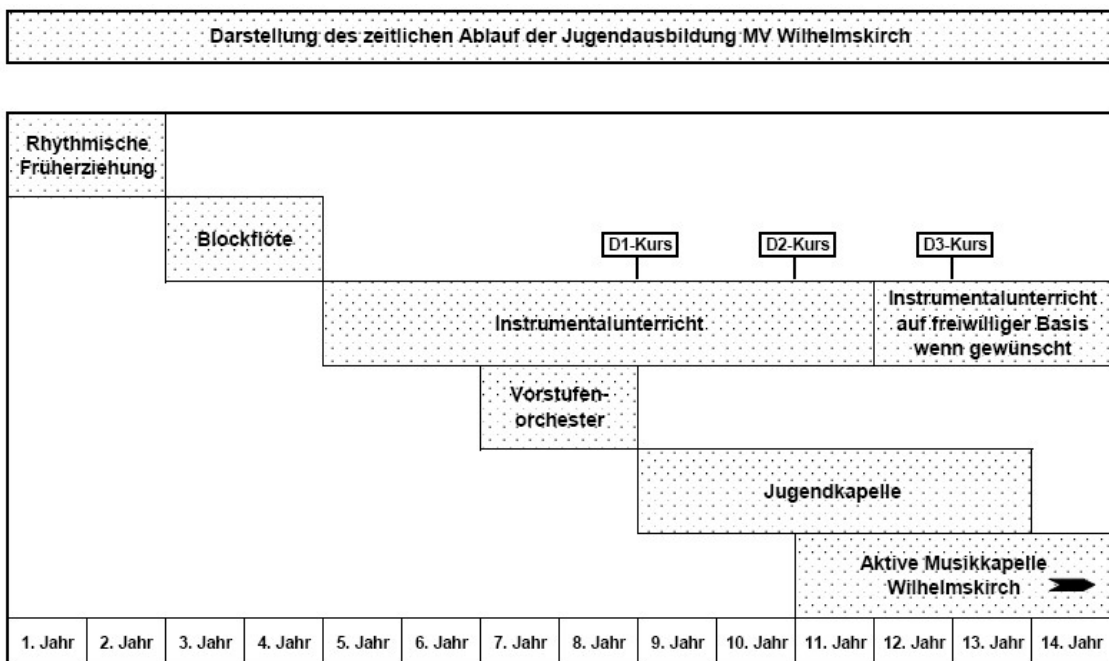 Darstellung des zeitlichen Ablauf der Jugendausbildung MV Wilhelmskirch
Rhythmische
Früherziehung
Blockflöte
D1-Kurs
D2-Kurs
D3-Kurs
Instrumentalunterricht
Instrumentalunterricht
auf freiwilliger Basis
wenn gewünscht
Vorstufen-
orchester
Jugendkapelle
Aktive Musikkapelle
Wilhelmskirch
1. Jahr
2. Jahr
3. Jahr
4. Jahr
5. Jahr
6. Jahr
7. Jahr
8. Jahr
9. Jahr
10. Jahr
11. Jahr
12. Jahr
13. Jahr
14. Jahr